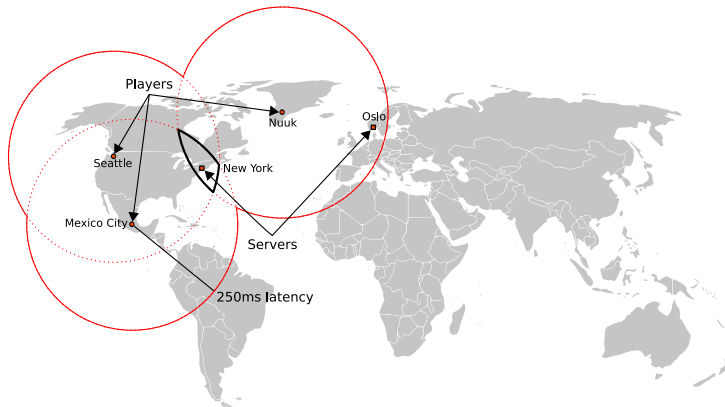 Players
Oslo
Nuuk
Seattle
New York
Mexico City
Servers
250ms latency